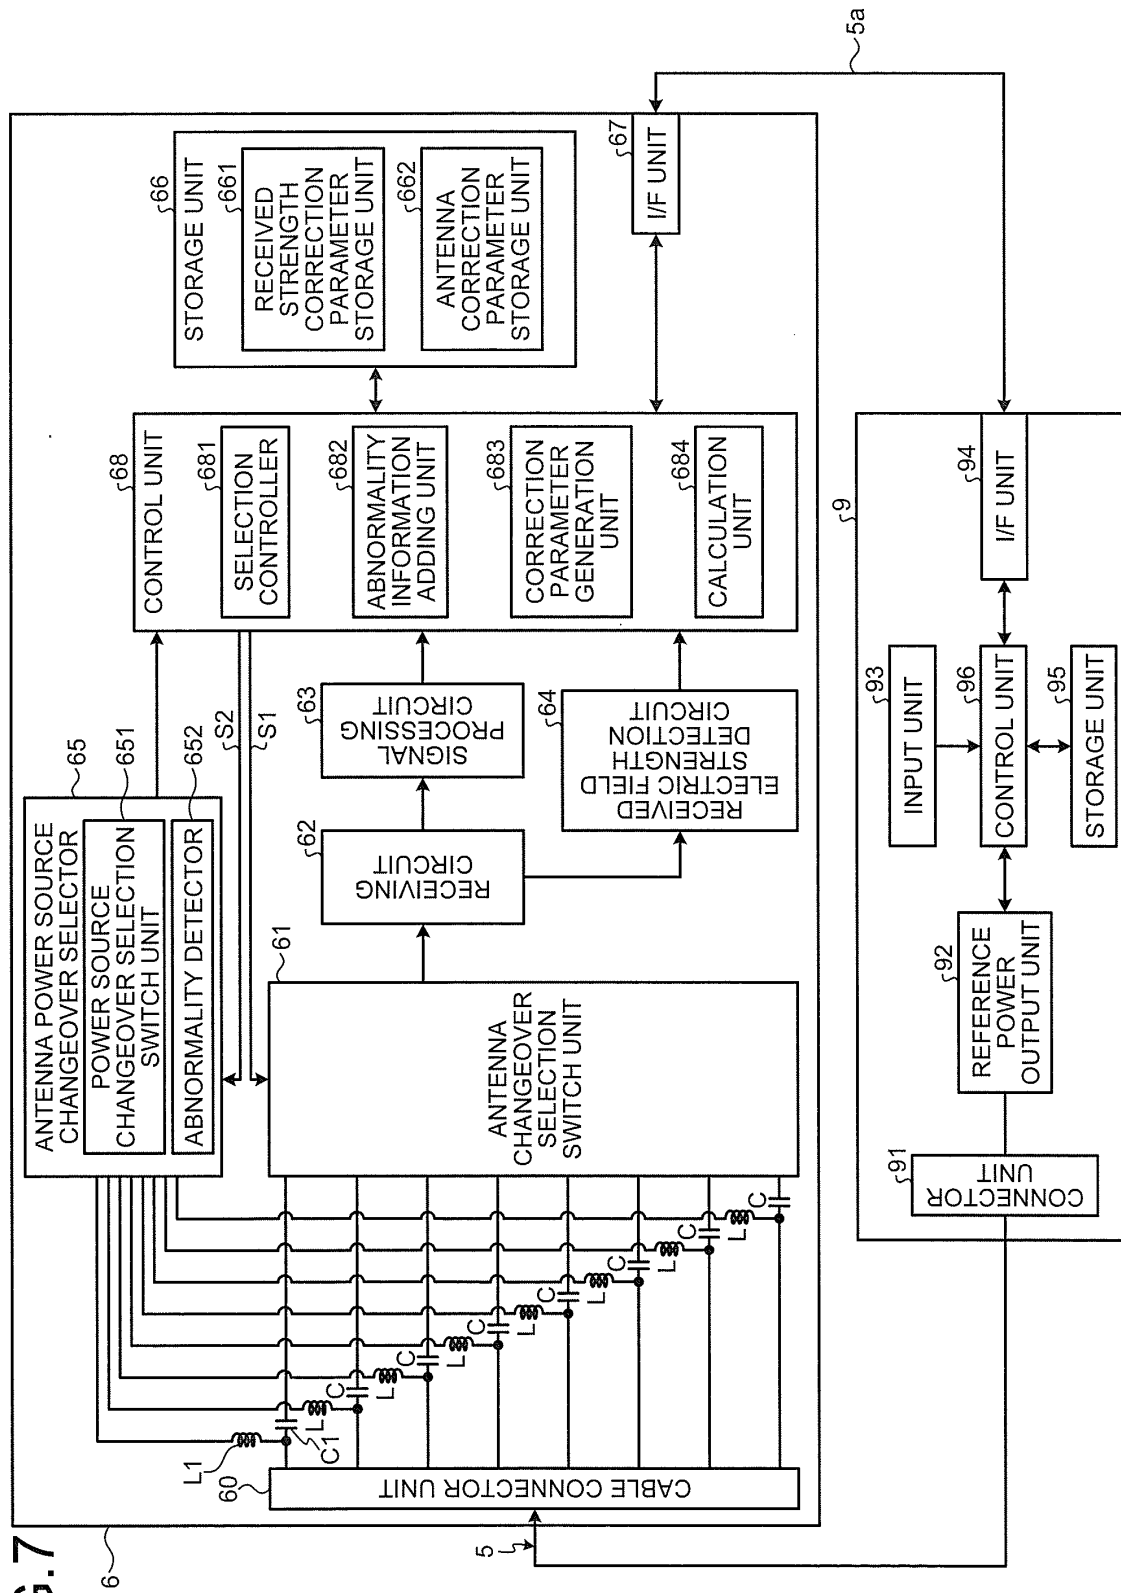 G.7
6
65
ANTENNA POWER SOURCE
CHANGEOVER SELECTOR
651
POWER SOURCE
CHANGEOVER SELECTION
SWITCH UNIT
652
ABNORMALITY DETECTOR
S2
S1
68
CONTROL UNIT
681
SELECTION
CONTROLLER
682
ABNORMALITY
INFORMATION
ADDING UNIT
683
CORRECTION
PARAMETER
GENERATION
UNIT
684
CALCULATION
UNIT
66
STORAGE UNIT
661
RECEIVED
STRENGTH
CORRECTION
PARAMETER
STORAGE UNIT
662
ANTENNA
CORRECTION
PARAMETER
STORAGE UNIT
67
I/F UNIT
5a
63
SIGNAL
PROCESSING
CIRCUIT
62
RECEIVING
CIRCUIT
64
RECEIVED
ELECTRIC FIELD
STRENGTH
DETECTION
CIRCUIT
61
ANTENNA
CHANGEOVER
SELECTION
SWITCH UNIT
L1
C1
L
C
L
C
L
C
L
C
L
C
L
C
L
C
60
CABLE CONNECTOR UNIT
5
9
91
CONNECTOR
UNIT
92
REFERENCE
POWER
OUTPUT UNIT
93
INPUT UNIT
96
CONTROL UNIT
95
STORAGE UNIT
94
I/F UNIT